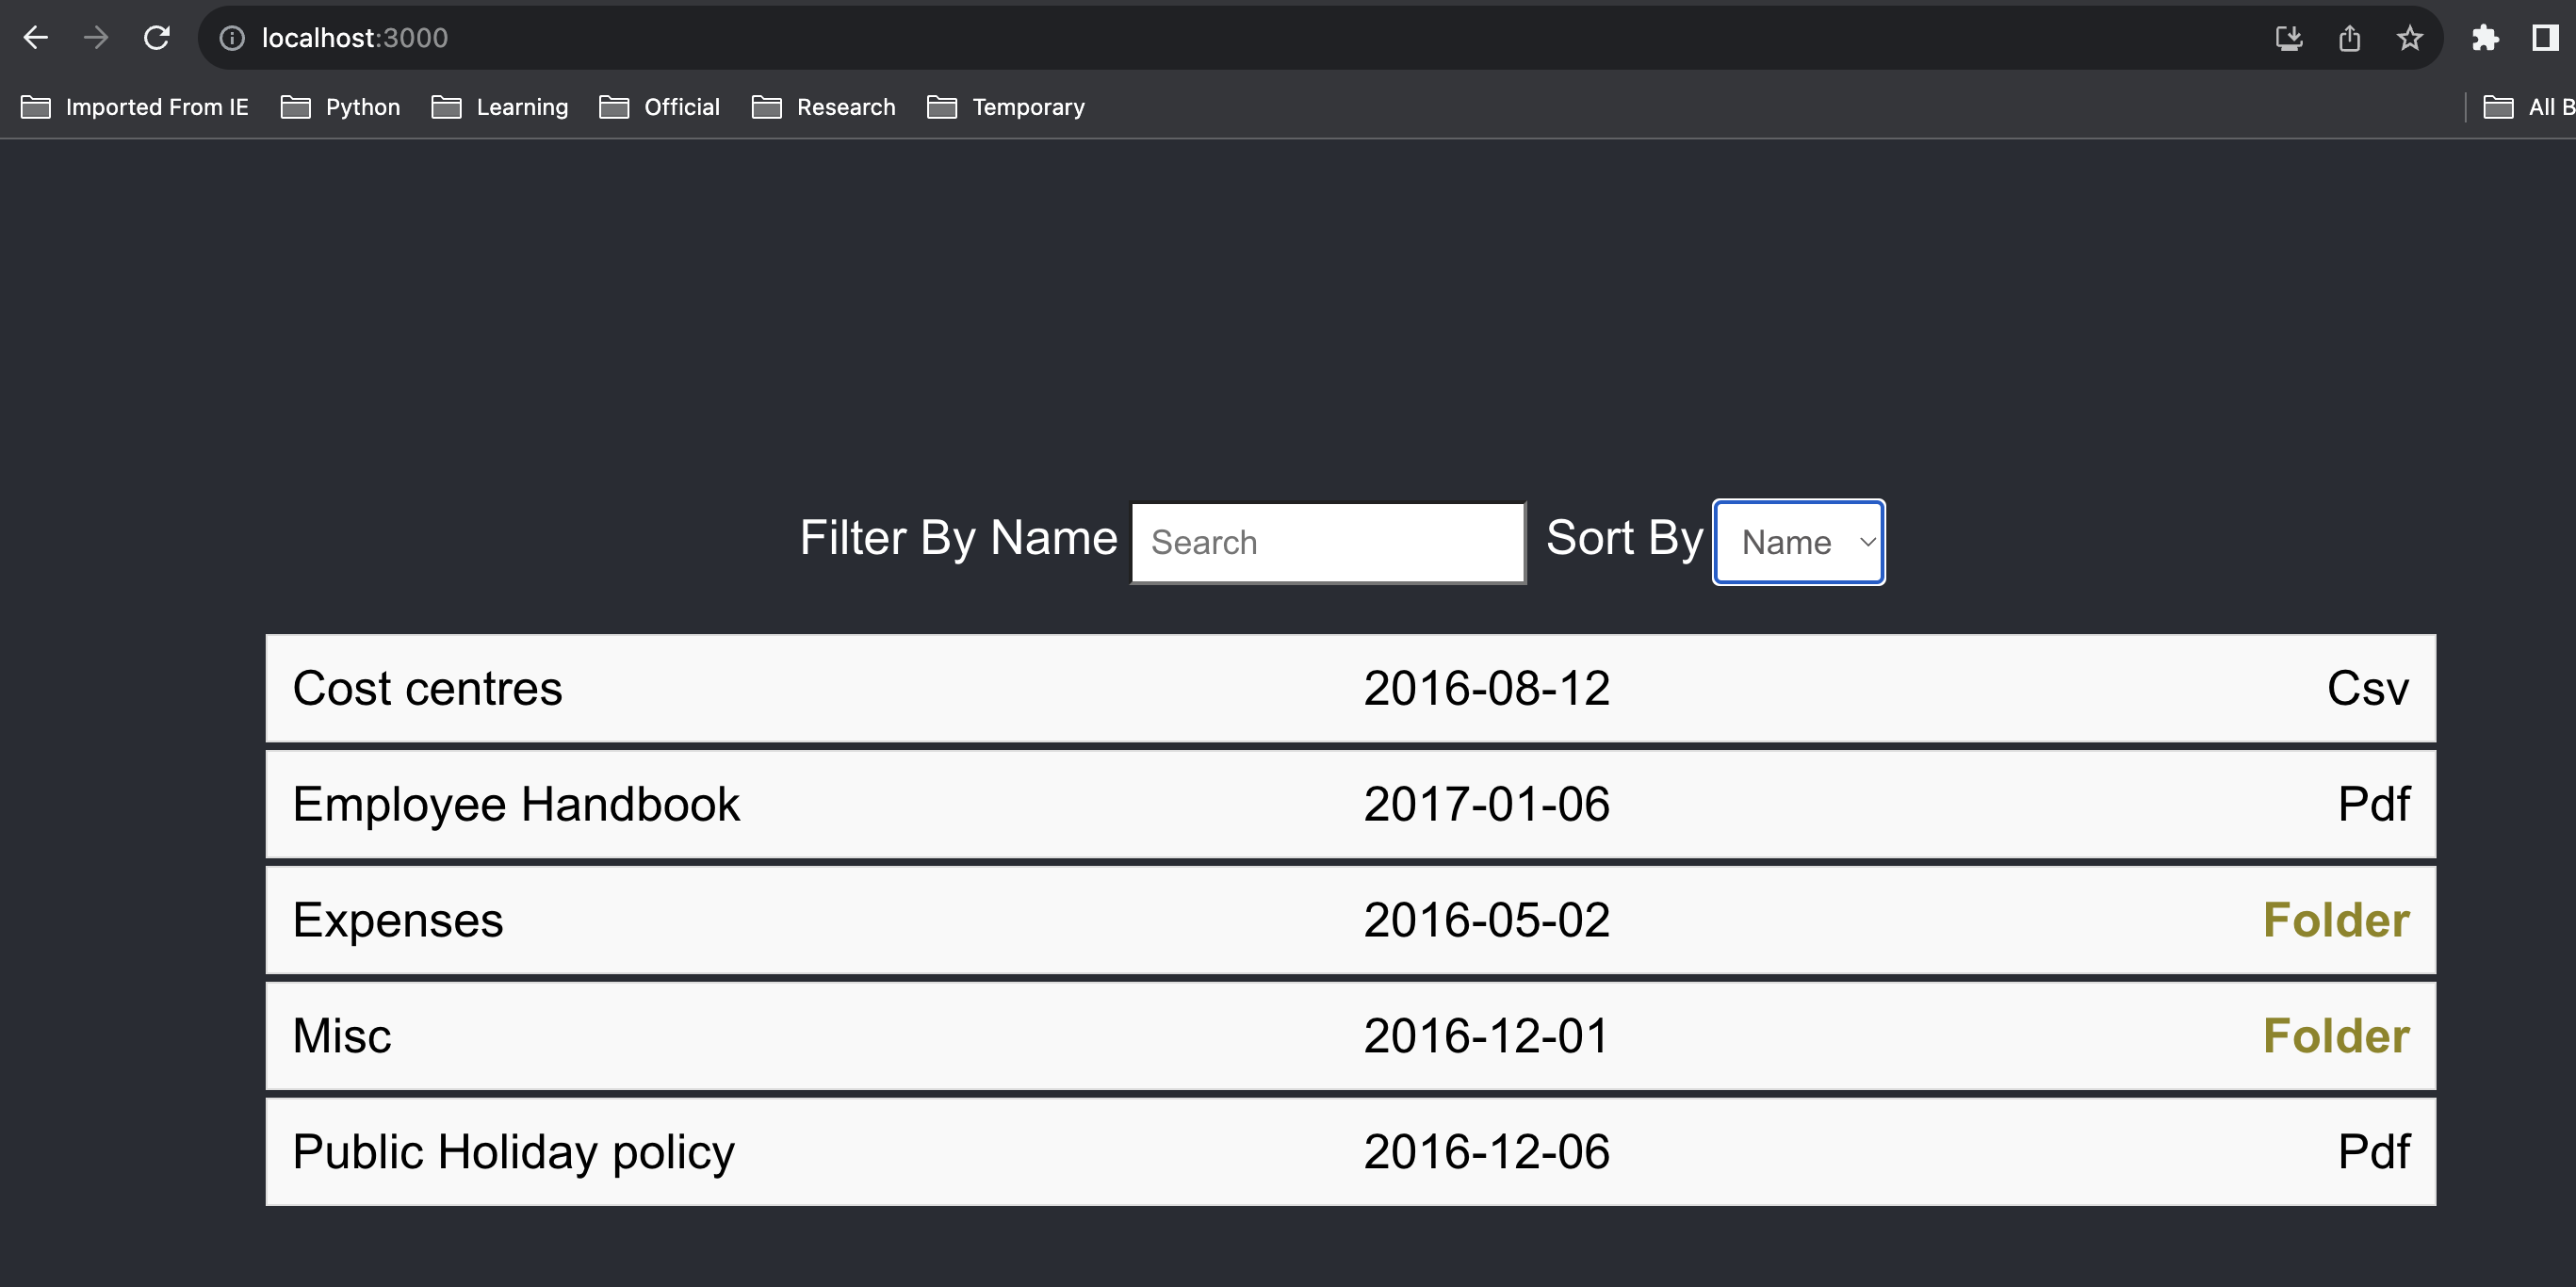 localhost:3000
Imported From IE Python Learning Official Research Temporary All B
Filter By Name Search Sort By Name
Cost centres 2016-08-12 Csv
Employee Handbook 2017-01-06 Pdf
Expenses 2016-05-02 Folder
Misc 2016-12-01 Folder
Public Holiday policy 2016-12-06 Pdf